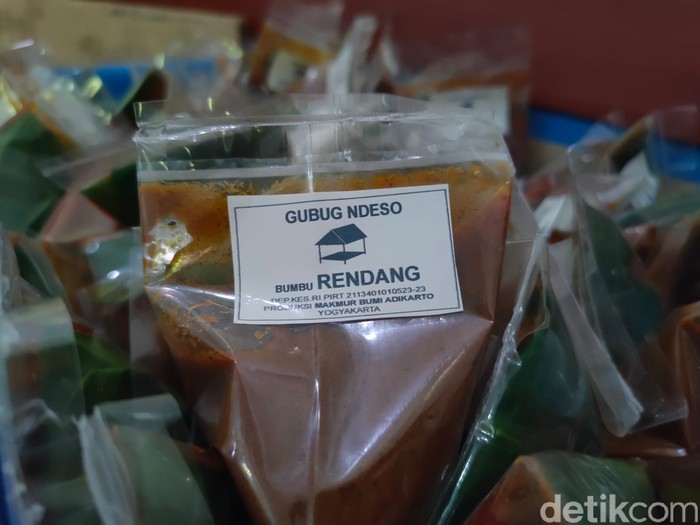 GUBUG NDESO
BUMBU RENDANG
DEP.KES.RI PIRT 2113401010523-23
PRODUKSI MAKMUR BUMI ADIKARTO
YOGYAKARTA
detikcom